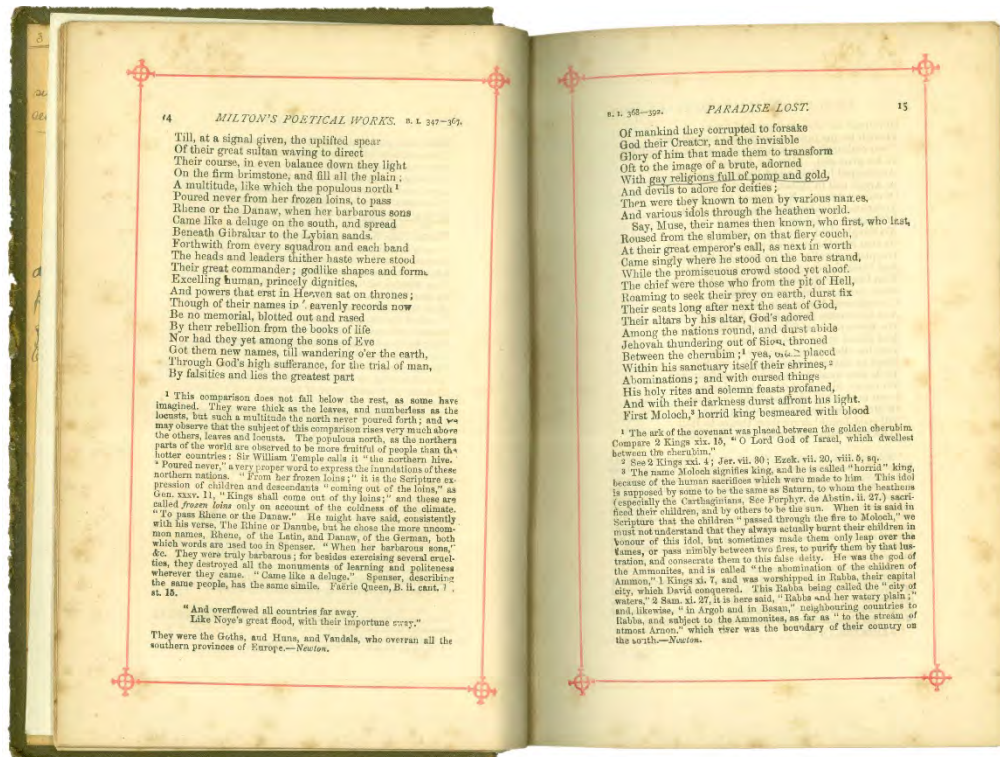 14 MILTON'S POETICAL WORKS. B. I. 347—367.
Till, at a signal given, the uplifted spear
Of their great sultan waving to direct
Their course, in even balance down they light
On the firm brimstone, and fill all the plain;
A multitude, like which the populous north ¹
Poured never from her frozen loins, to pass
Rhene or the Danaw, when her barbarous sons
Came like a deluge on the south, and spread
Beneath Gibraltar to the Lybian sands.
Forthwith from every squadron and each band
The heads and leaders thither haste where stood
Their great commander; godlike shapes and forms
Excelling human, princely dignities,
And powers that erst in Heaven sat on thrones;
Though of their names in heavenly records now
Be no memorial, blotted out and rased
By their rebellion from the books of life
Nor had they yet among the sons of Eve
Got them new names, till wandering o'er the earth,
Through God's high sufferance, for the trial of man,
By falsities and lies the greatest part
¹ This comparison does not fall below the rest, as some have
imagined. They were thick as the leaves, and numberless as the
locusts, but such a multitude the north never poured forth; and we
may observe that the subject of this comparison rises very much above
the others, leaves and locusts. The populous north, as the northern
parts of the world are observed to be more fruitful of people than the
hotter countries; Sir William Temple calls it "the northern hive."
"Poured never," a very proper word to express the inundations of these
northern nations. "From her frozen loins;" it is the Scripture ex-
pression of children and descendants "coming out of the loins," as
Gen. xxxv. 11, "Kings shall come out of thy loins;" and these are
called frozen loins only on account of the coldness of the climate.
"To pass Rhene or the Danaw." He might have said, consistently
with his verse, The Rhine or Danube, but he chose the more uncom-
mon names, Rhene, of the Latin, and Danaw, of the German, both
which words are used too in Spenser. "When her barbarous sons,"
&c. They were truly barbarous; for besides exercising several cruel-
ties, they destroyed all the monuments of learning and politeness
wherever they came. "Came like a deluge." Spenser, describing
the same people, has the same simile. Faërie Queen, B. ii. cant.
st. 15.
"And overflowed all countries far away
Like Noye's great flood, with their importune sway."
They were the Goths, and Huns, and Vandals, who overran all the
southern provinces of Europe.—Newton.
B. I. 368—392. PARADISE LOST. 15
Of mankind they corrupted to forsake
God their Creator, and the invisible
Glory of him that made them to transform
Oft to the image of a brute, adorned
With gay religions full of pomp and gold,
And devils to adore for deities;
Then were they known to men by various names,
And various idols through the heathen world.
Say, Muse, their names then known, who first, who last,
Roused from the slumber, on that fiery couch,
At their great emperor's call, as next in worth
Came singly where he stood on the bare strand,
While the promiscuous crowd stood yet aloof.
The chief were those who from the pit of Hell,
Roaming to seek their prey on earth, durst fix
Their seats long after next the seat of God,
Their altars by his altar, God's adored
Among the nations round, and durst abide
Jehovah thundering out of Sion, throned
Between the cherubim;¹ yea, often placed
Within his sanctuary itself their shrines,²
Abominations; and with cursed things
His holy rites and solemn feasts profaned,
And with their darkness durst affront his light.
First Moloch,³ horrid king besmeared with blood
¹ The ark of the covenant was placed between the golden cherubim.
Compare 2 Kings xix. 15, "O Lord God of Israel, which dwellest
between the cherubim."
² See 2 Kings xxi. 4; Jer. vii. 30; Ezek. vii. 20, viii. 5, sq.
³ The name Moloch signifies king, and he is called "horrid" king,
because of the human sacrifices which were made to him This idol
is supposed by some to be the same as Saturn, to whom the heathens
(especially the Carthaginians, See Porphyr. de Abstin. ii. 27.) sacri-
ficed their children, and by others to be the sun. When it is said in
Scripture that the children "passed through the fire to Moloch," we
must not understand that they always actually burnt their children in
honour of this idol, but sometimes made them only leap over the
flames, or pass nimbly between two fires, to purify them by that lus-
tration, and consecrate them to this false deity. He was the god of
the Ammonites, and is called "the abomination of the children of
Ammon," 1 Kings xi. 7, and was worshipped in Rabba, their capital
city, which David conquered. This Rabba being called the "city of
waters," 2 Sam. xi. 27, it is here said, "Rabba and her watery plain;"
and, likewise, "in Argob and in Basan," neighbouring countries to
Rabba, and subject to the Ammonites, as far as "to the stream of
utmost Arnon," which river was the boundary of their country on
the south.—Newton.